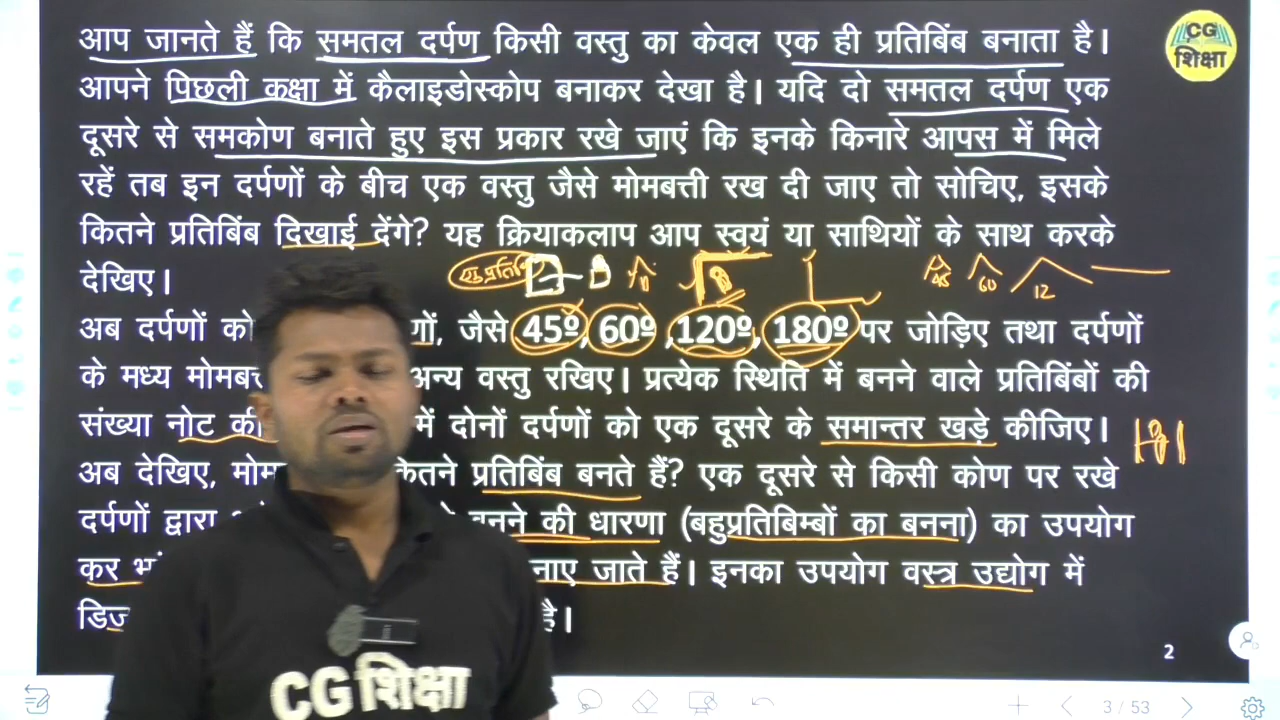 आप जानते हैं कि समतल दर्पण किसी वस्तु का केवल एक ही प्रतिबिंब बनाता है।
CG
शिक्षा
आपने पिछली कक्षा में कैलाइडोस्कोप बनाकर देखा है। यदि दो समतल दर्पण एक
दूसरे से समकोण बनाते हुए इस प्रकार रखे जाएं कि इनके किनारे आपस में मिले
रहें तब इन दर्पणों के बीच एक वस्तु जैसे मोमबत्ती रख दी जाए तो सोचिए, इसके
कितने प्रतिबिंब दिखाई देंगे? यह क्रियाकलाप आप स्वयं या साथियों के साथ करके
देखिए।
45 60 12
अब दर्पणों को जैसे 45º, 60º ,120º, 180º पर जोड़िए तथा दर्पणों
के मध्य अन्य वस्तु रखिए। प्रत्येक स्थिति में बनने वाले प्रतिबिंबों की
संख्या नोट में दोनों दर्पणों को एक दूसरे के समान्तर खड़े कीजिए।
अब देखिए, कितने प्रतिबिंब बनते हैं? एक दूसरे से किसी कोण पर रखे
दर्पणों द्वारा बनने की धारणा (बहुप्रतिबिम्बों का बनना) का उपयोग
कर जाते हैं। इनका उपयोग वस्त्र उद्योग में
है।
2
CG शिक्षा
3 / 53